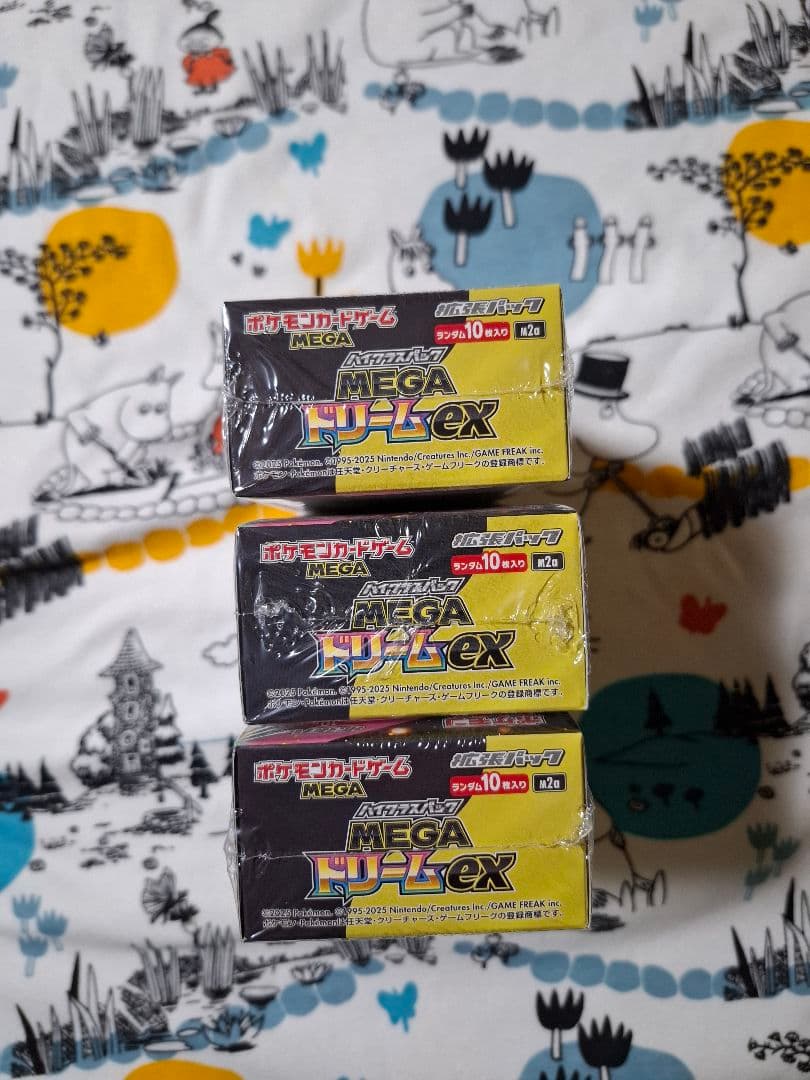 ポケモンカードゲーム
MEGA
拡張パック
ランダム10枚入り M2a
ハイクラスパック
MEGA
ドリームex
©2025 Pokémon. ©1995-2025 Nintendo/Creatures Inc./GAME FREAK inc.
ポケモン・Pokémonは任天堂・クリーチャーズ・ゲームフリークの登録商標です。
ポケモンカードゲーム
MEGA
拡張パック
ランダム10枚入り M2a
ハイクラスパック
MEGA
ドリームex
©2025 Pokémon. ©1995-2025 Nintendo/Creatures Inc./GAME FREAK inc.
ポケモン・Pokémonは任天堂・クリーチャーズ・ゲームフリークの登録商標です。
ポケモンカードゲーム
MEGA
拡張パック
ランダム10枚入り M2a
ハイクラスパック
MEGA
ドリームex
©2025 Pokémon. ©1995-2025 Nintendo/Creatures Inc./GAME FREAK inc.
ポケモン・Pokémonは任天堂・クリーチャーズ・ゲームフリークの登録商標です。